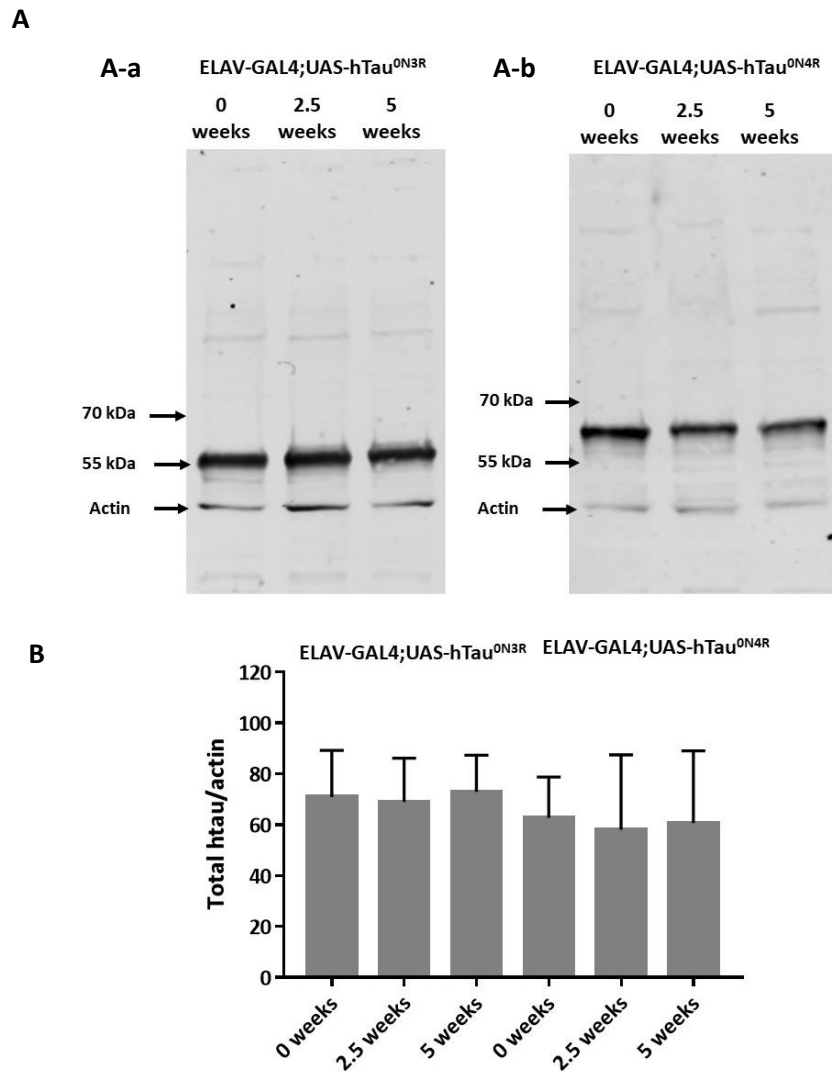 A
A-a ELAV-GAL4;UAS-hTau0N3R A-b ELAV-GAL4;UAS-hTau0N4R
0 weeks 2.5 weeks 5 weeks 0 weeks 2.5 weeks 5 weeks
70 kDa
55 kDa
Actin
70 kDa
55 kDa
Actin
B
ELAV-GAL4;UAS-hTau0N3R ELAV-GAL4;UAS-hTau0N4R
Total htau/actin
120
100
80
60
40
20
0
0 weeks
2.5 weeks
5 weeks
0 weeks
2.5 weeks
5 weeks